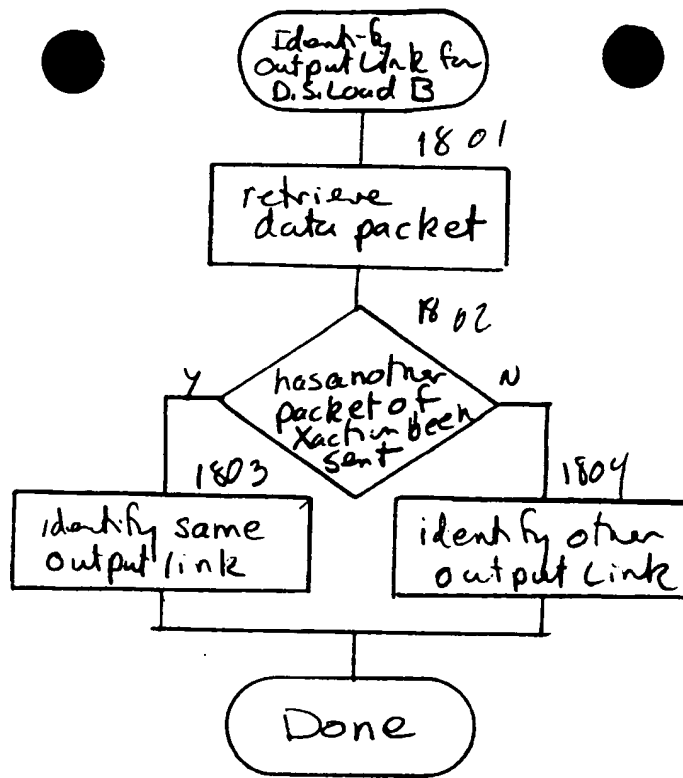 Identify
Output Link for
D.S. Load B
1801
retrieve
data packet
1802
Y
has another
packet of
Xaction been
sent
N
1803
identify same
output link
1804
identify other
output link
Done